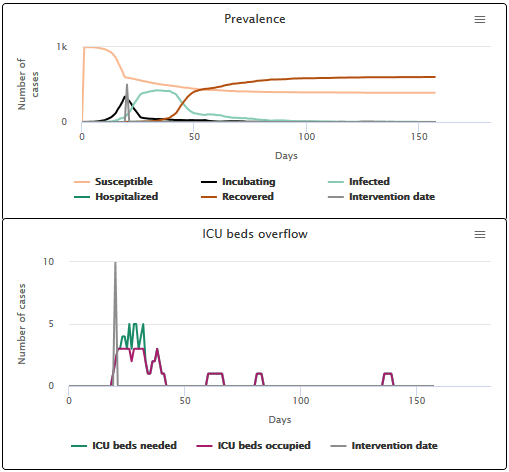 Prevalence
1k
0
Number of
cases
0
50
100
150
Days
Susceptible Incubating Infected
Hospitalized Recovered Intervention date
ICU beds overflow
10
5
0
Number of cases
0
50
100
150
Days
ICU beds needed ICU beds occupied Intervention date